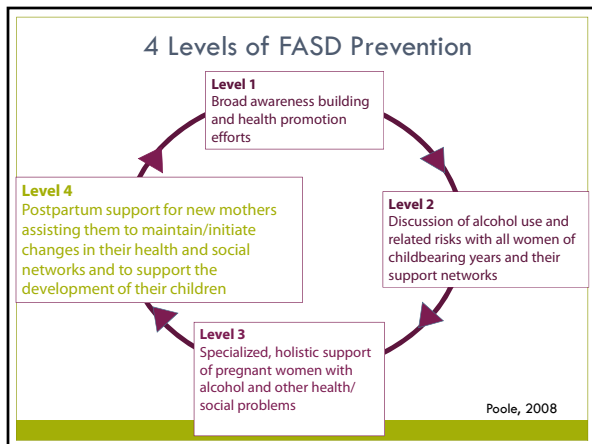 4 Levels of FASD Prevention
Level 1
Broad awareness building
and health promotion
efforts
Level 2
Discussion of alcohol use and
related risks with all women of
childbearing years and their
support networks
Level 3
Specialized, holistic support
of pregnant women with
alcohol and other health/
social problems
Level 4
Postpartum support for new mothers
assisting them to maintain/initiate
changes in their health and social
networks and to support the
development of their children
Poole, 2008